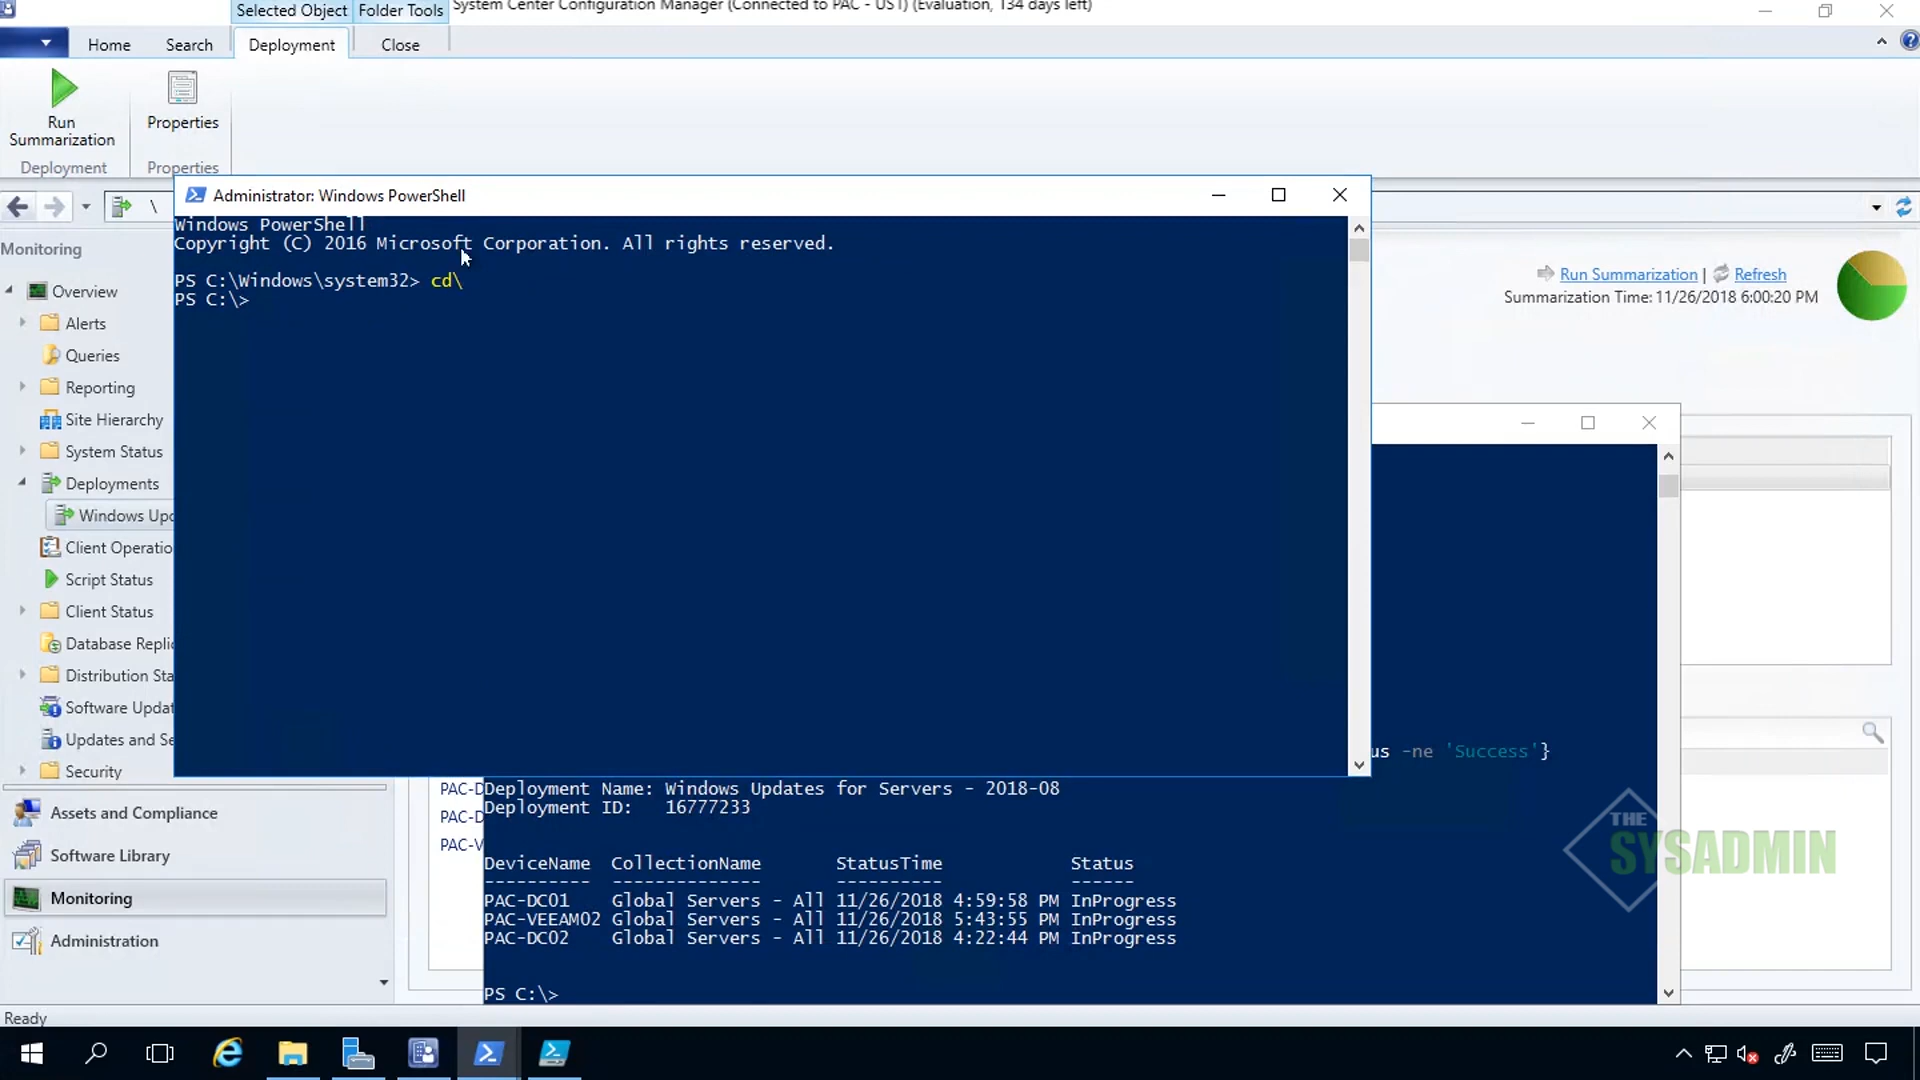 Selected Object Folder Tools System Center Configuration Manager (Connected to PAC - US1) (Evaluation, 134 days left)
Home Search Deployment Close
Run Summarization
Properties
Deployment
Properties
\
Administrator: Windows PowerShell
Windows PowerShell
Copyright (C) 2016 Microsoft Corporation. All rights reserved.
PS C:\Windows\system32> cd\
PS C:\>
Monitoring
Overview
Alerts
Queries
Reporting
Site Hierarchy
System Status
Deployments
Windows Upd
Client Operatio
Script Status
Client Status
Database Replic
Distribution Sta
Software Updat
Updates and Se
Security
Assets and Compliance
Software Library
Monitoring
Administration
Run Summarization | Refresh
Summarization Time: 11/26/2018 6:00:20 PM
us -ne 'Success'}
PAC-D
PAC-D
PAC-V
Deployment Name: Windows Updates for Servers - 2018-08
Deployment ID: 16777233
DeviceName CollectionName StatusTime Status
---------- -------------- ---------- ------
PAC-DC01 Global Servers - All 11/26/2018 4:59:58 PM InProgress
PAC-VEEAM02 Global Servers - All 11/26/2018 5:43:55 PM InProgress
PAC-DC02 Global Servers - All 11/26/2018 4:22:44 PM InProgress
PS C:\>
THE
SYSADMIN
Ready